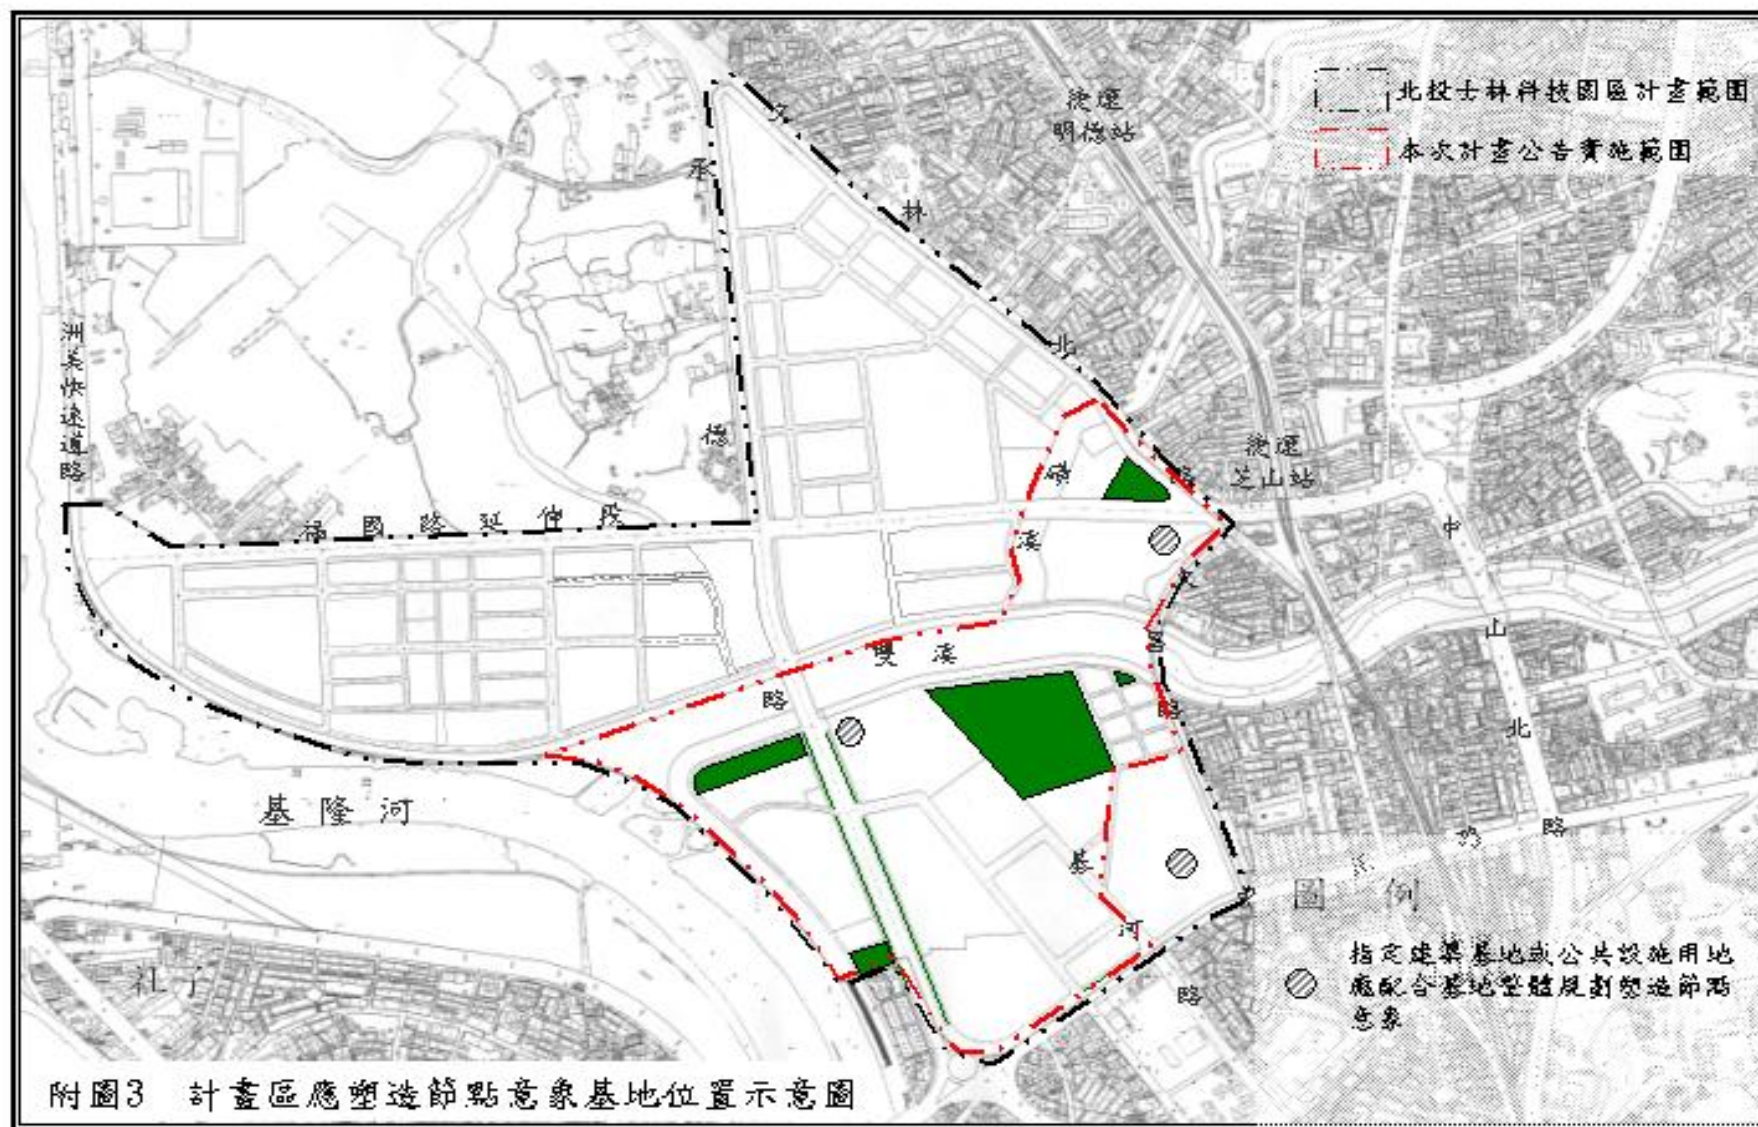 北投士林科技園區計畫範圍
本次計畫公告實施範圍
捷運
明德站
文
林
北
路
承
德
路
洲美快速道路
福國路延伸段
磺
溪
捷運
芝山站
文
昌
路
雙溪
中
山
北
路
基隆河
基
河
路
社子
圖例
指定建築基地或公共設施用地
應配合基地整體規劃塑造節點
意象
附圖3 計畫區應塑造節點意象基地位置示意圖